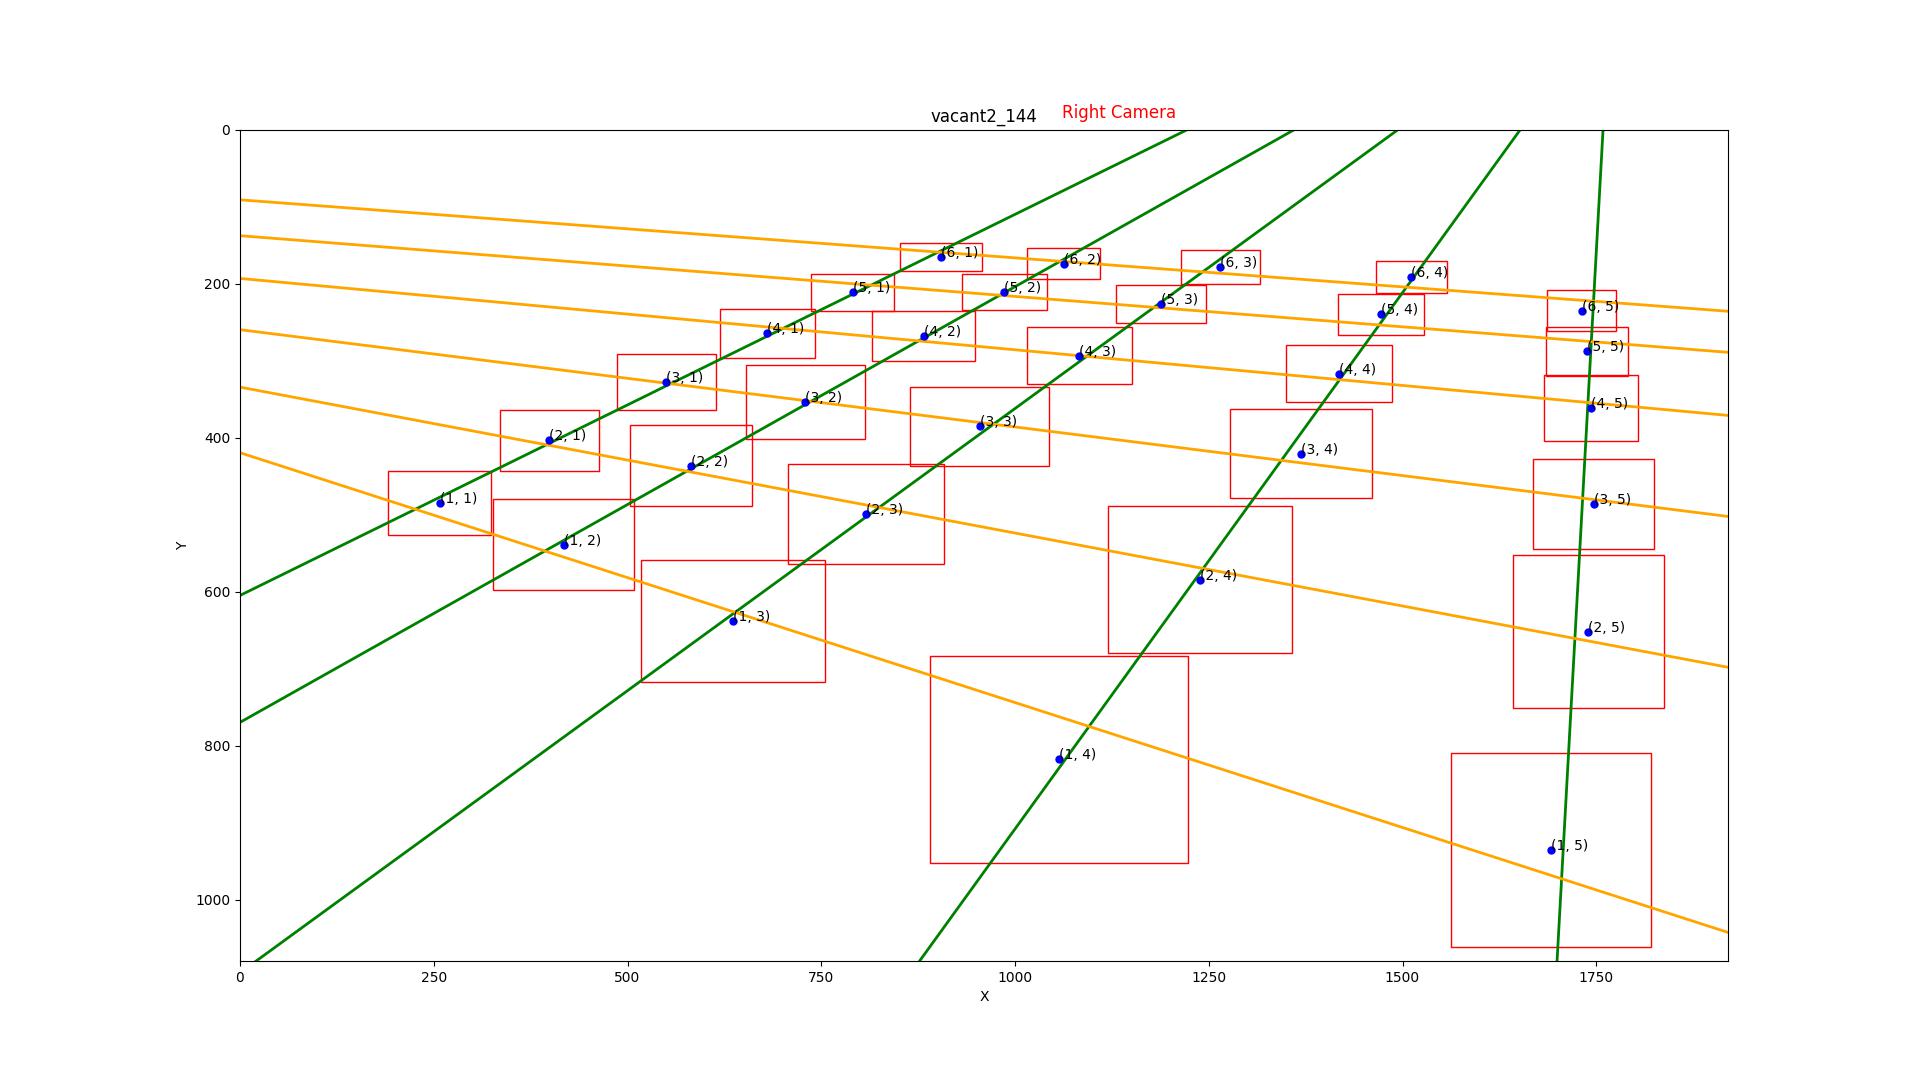 vacant2_144 Right Camera
0
(6, 1) (6, 2) (6, 3) (6, 4)
200
(5, 1) (5, 2) (5, 3) (5, 4) (6, 5)
(4, 1) (4, 2) (4, 3) (4, 4) (5, 5)
(3, 1) (3, 2) (3, 3) (3, 4) (4, 5)
400
(2, 1) (2, 2) (2, 3) (2, 4) (3, 5)
(1, 1) (1, 2) (1, 3) (1, 4) (2, 5)
Y
600
800
(1, 5)
1000
0 250 500 750 1000 1250 1500 1750
X